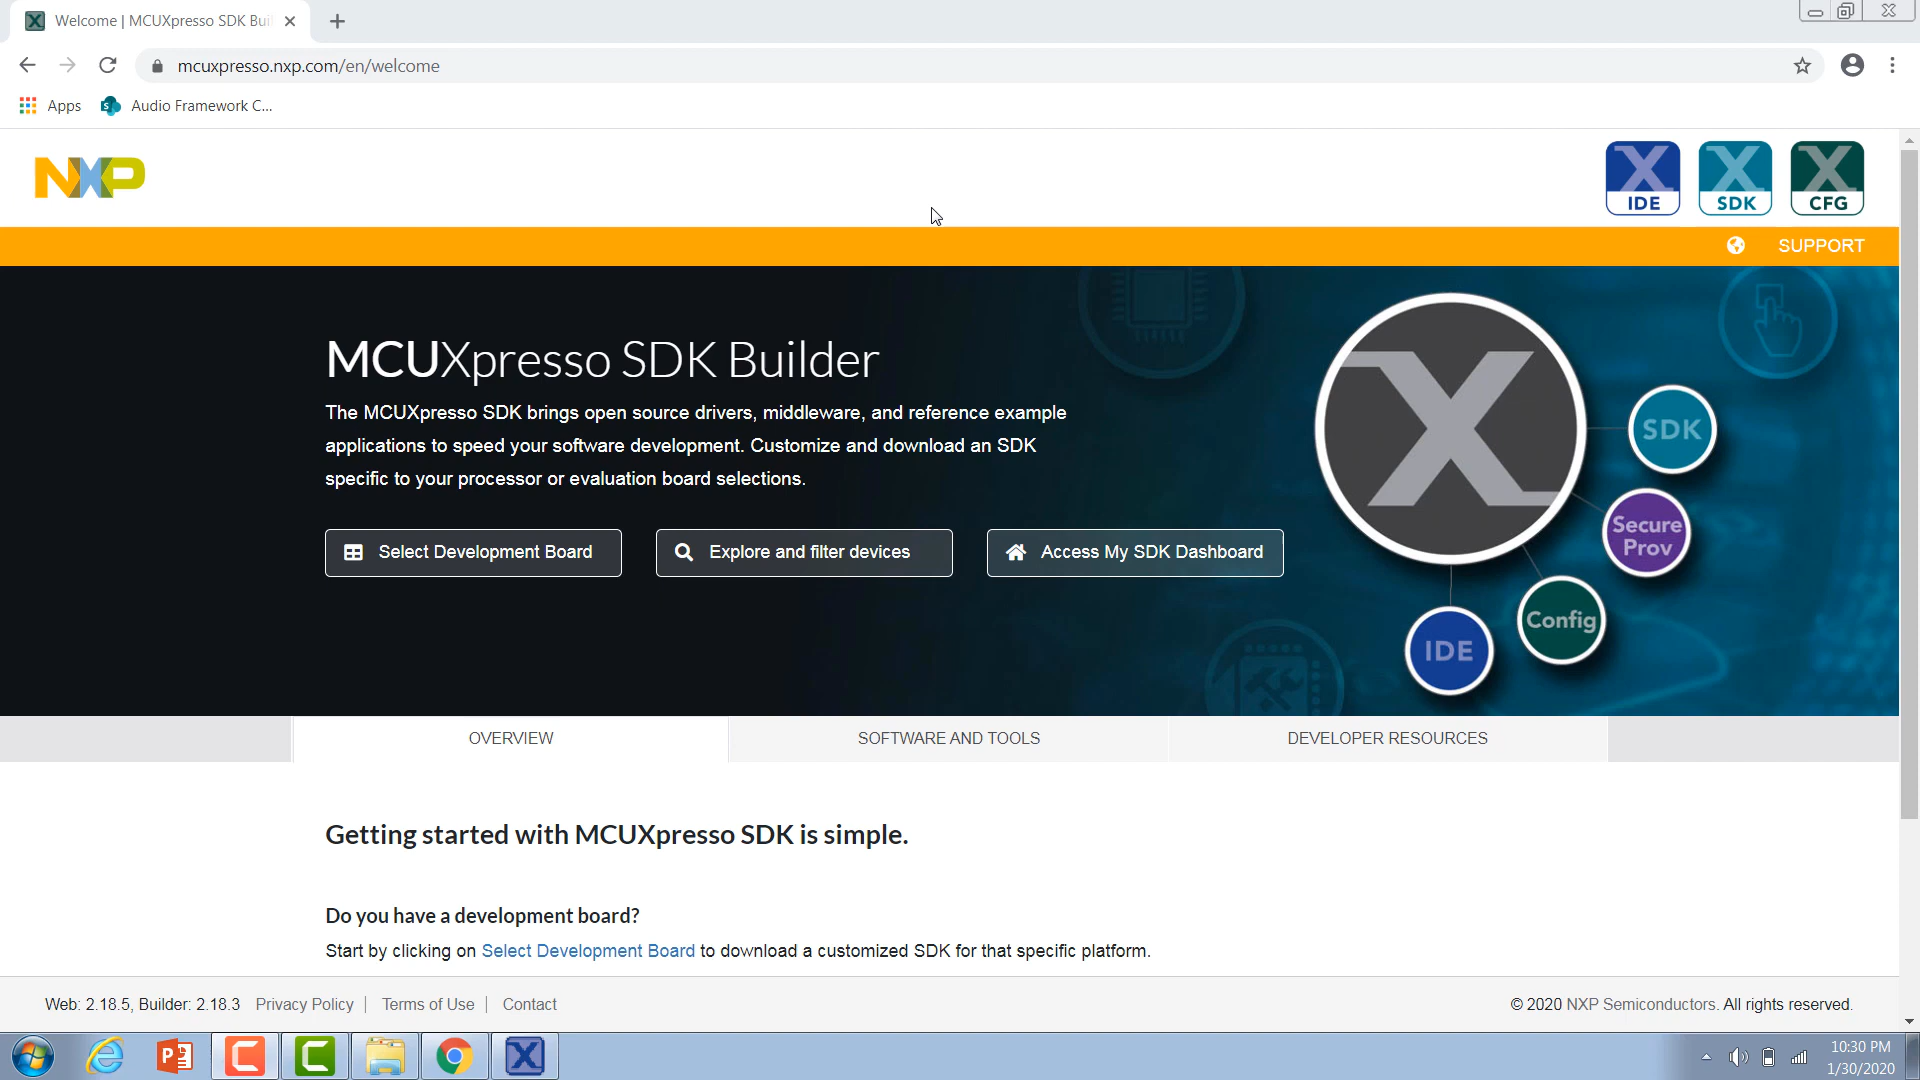 Welcome | MCUXpresso SDK Bui
mcuxpresso.nxp.com/en/welcome
Apps
Audio Framework C...
NXP
IDE
SDK
CFG
SUPPORT
MCUXpresso SDK Builder
The MCUXpresso SDK brings open source drivers, middleware, and reference example
applications to speed your software development. Customize and download an SDK
specific to your processor or evaluation board selections.
Select Development Board
Explore and filter devices
Access My SDK Dashboard
X
SDK
Secure
Prov
Config
IDE
OVERVIEW
SOFTWARE AND TOOLS
DEVELOPER RESOURCES
Getting started with MCUXpresso SDK is simple.
Do you have a development board?
Start by clicking on Select Development Board to download a customized SDK for that specific platform.
Web: 2.18.5, Builder: 2.18.3 Privacy Policy | Terms of Use | Contact
© 2020 NXP Semiconductors. All rights reserved.
10:30 PM
1/30/2020